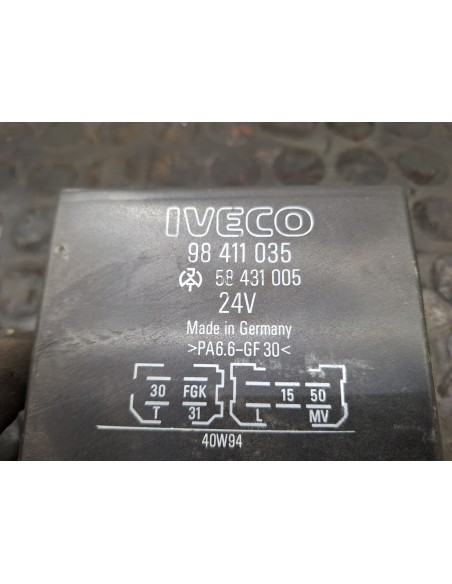 IVECO
98 411 035
58 431 005
24V
Made in Germany
>PA6.6-GF 30<
30 FGK 15 50
T 31 L MV
40W94